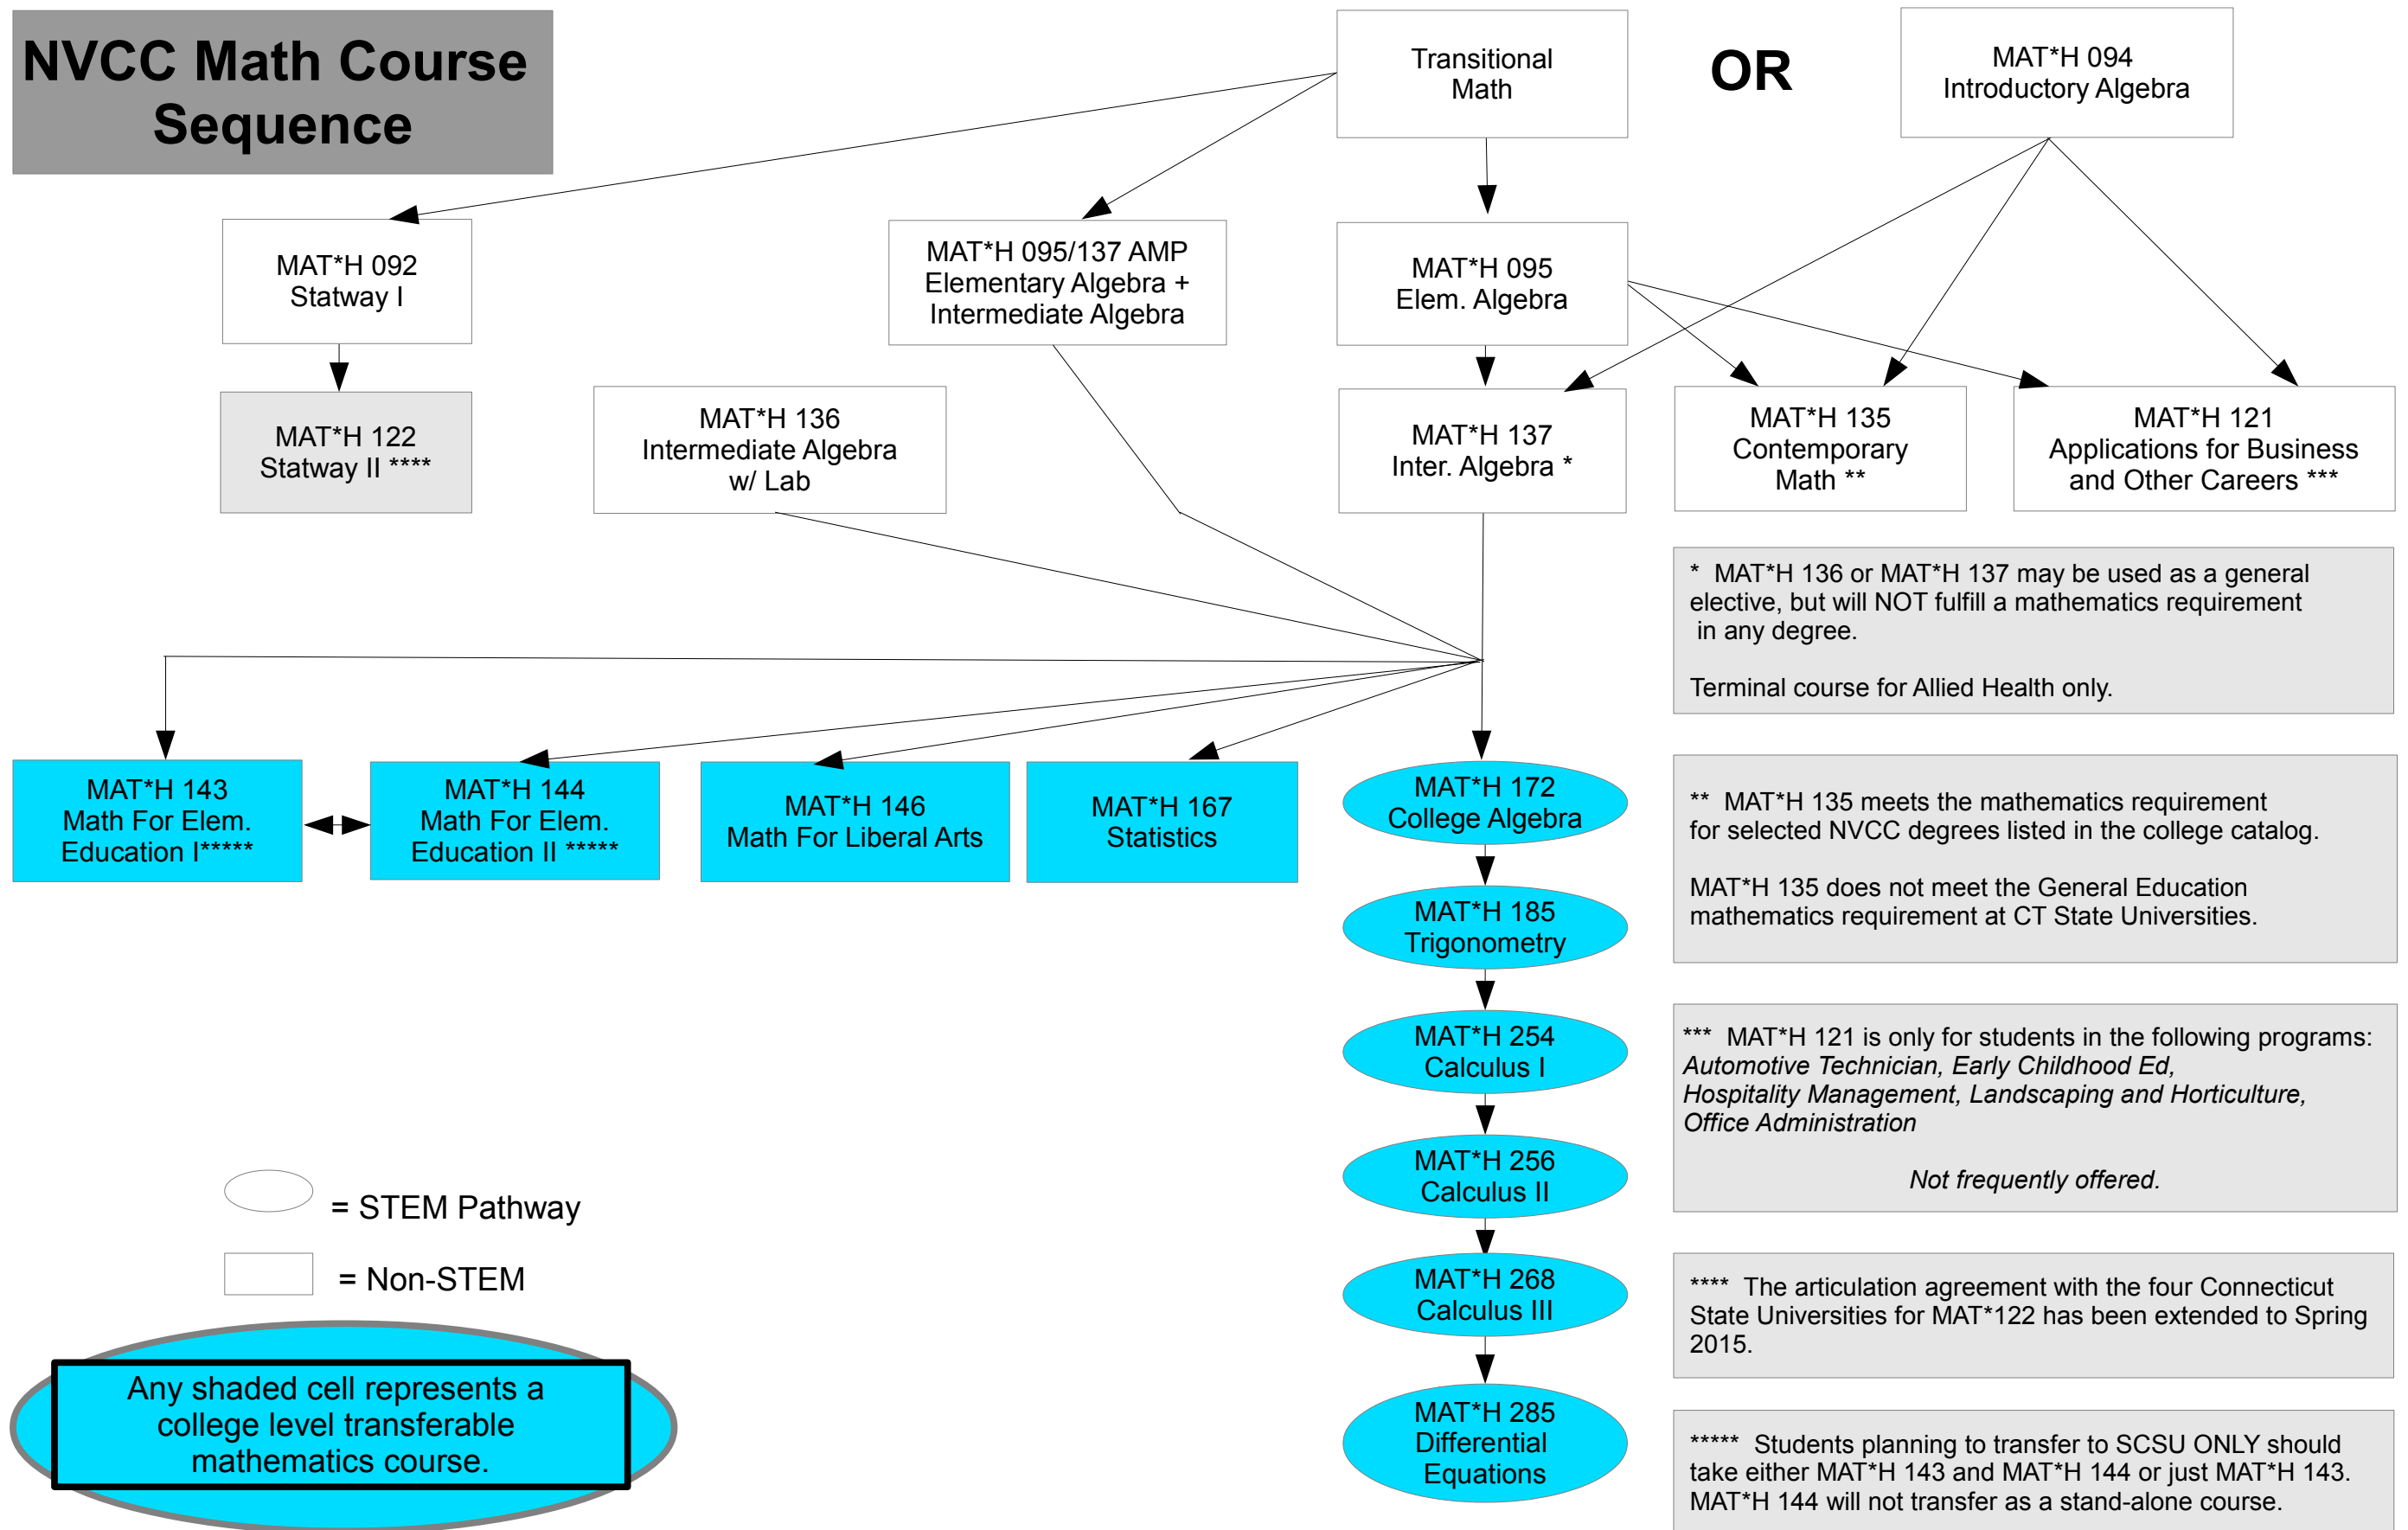 NVCC Math Course
Sequence
Transitional
Math
OR
MAT*H 094
Introductory Algebra
MAT*H 092
Statway I
MAT*H 095/137 AMP
Elementary Algebra +
Intermediate Algebra
MAT*H 095
Elem. Algebra
MAT*H 122
Statway II ****
MAT*H 136
Intermediate Algebra
w/ Lab
MAT*H 137
Inter. Algebra *
MAT*H 135
Contemporary
Math **
MAT*H 121
Applications for Business
and Other Careers ***
* MAT*H 136 or MAT*H 137 may be used as a general
elective, but will NOT fulfill a mathematics requirement
in any degree.
Terminal course for Allied Health only.
MAT*H 143
Math For Elem.
Education I*****
MAT*H 144
Math For Elem.
Education II *****
MAT*H 146
Math For Liberal Arts
MAT*H 167
Statistics
MAT*H 172
College Algebra
** MAT*H 135 meets the mathematics requirement
for selected NVCC degrees listed in the college catalog.
MAT*H 135 does not meet the General Education
mathematics requirement at CT State Universities.
MAT*H 185
Trigonometry
MAT*H 254
Calculus I
*** MAT*H 121 is only for students in the following programs:
Automotive Technician, Early Childhood Ed,
Hospitality Management, Landscaping and Horticulture,
Office Administration
Not frequently offered.
MAT*H 256
Calculus II
= STEM Pathway
= Non-STEM
MAT*H 268
Calculus III
**** The articulation agreement with the four Connecticut
State Universities for MAT*122 has been extended to Spring
2015.
Any shaded cell represents a
college level transferable
mathematics course.
MAT*H 285
Differential
Equations
***** Students planning to transfer to SCSU ONLY should
take either MAT*H 143 and MAT*H 144 or just MAT*H 143.
MAT*H 144 will not transfer as a stand-alone course.